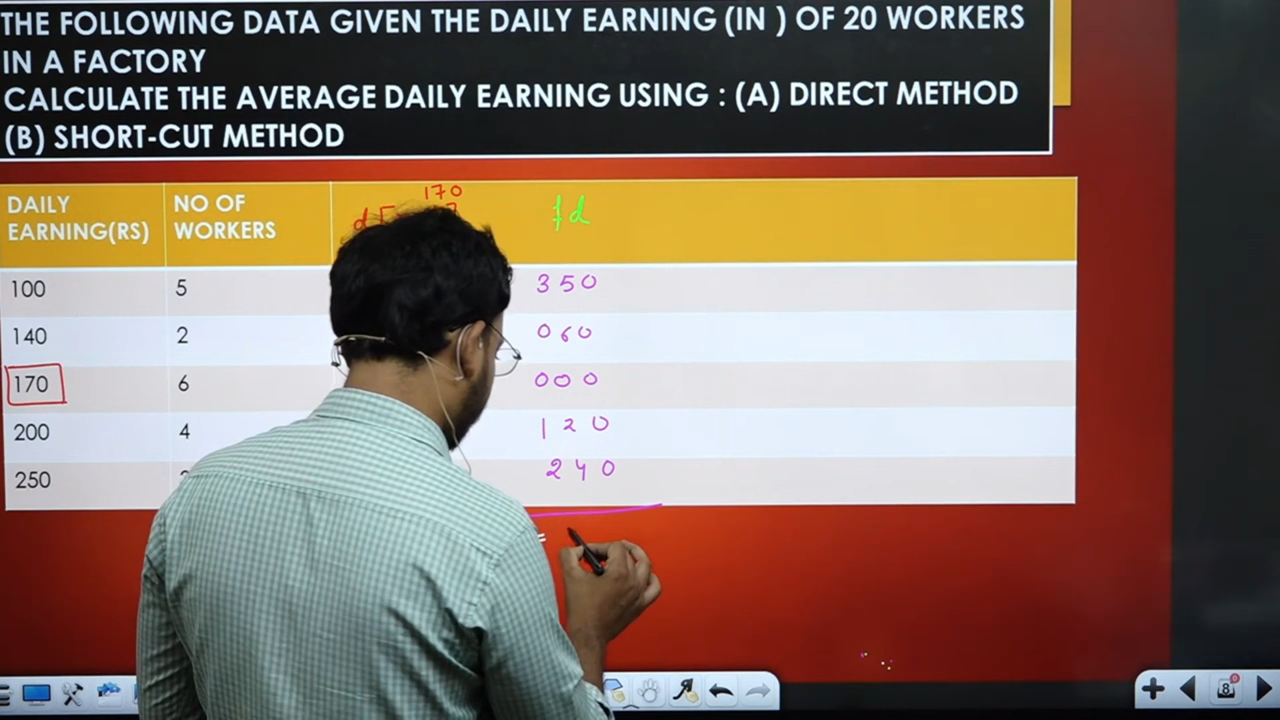 THE FOLLOWING DATA GIVEN THE DAILY EARNING (IN ) OF 20 WORKERS
IN A FACTORY
CALCULATE THE AVERAGE DAILY EARNING USING : (A) DIRECT METHOD
(B) SHORT-CUT METHOD
170
DAILY EARNING(RS) NO OF WORKERS d fd
100 5 350
140 2 060
170 6 000
200 4 120
250 240
=
8
0